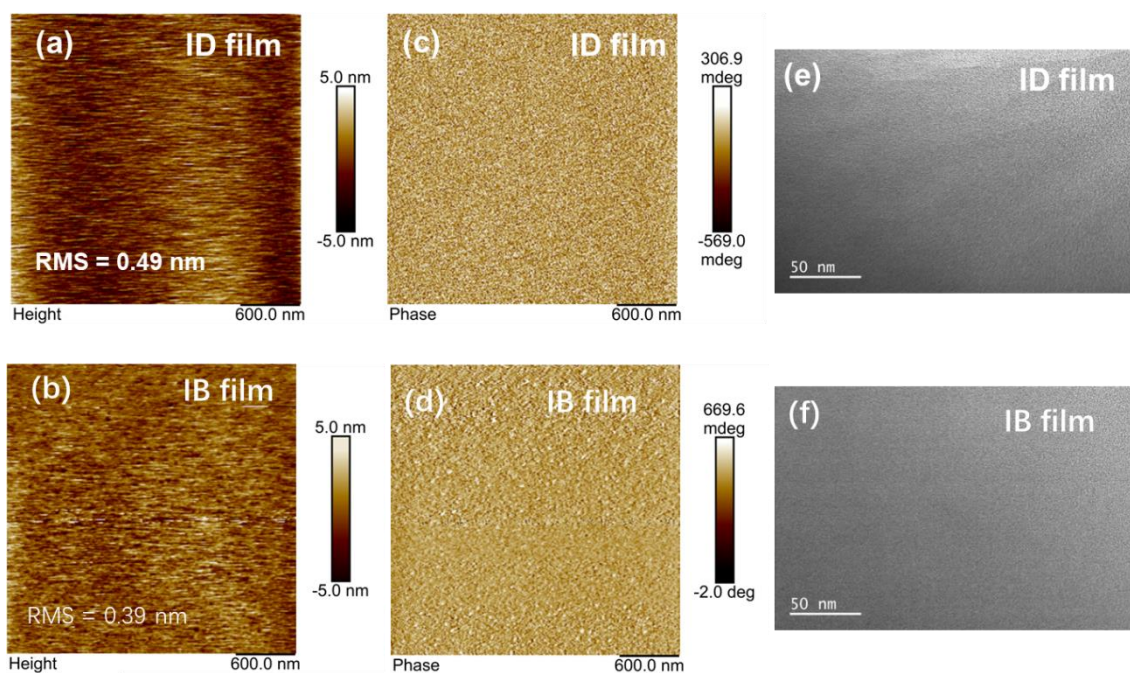 (a) ID film
5.0 nm
-5.0 nm
RMS = 0.49 nm
Height 600.0 nm
(c)
306.9
mdeg
-569.0
mdeg
Phase 600.0 nm
(e) ID film
50 nm
(b) IB film
5.0 nm
-5.0 nm
RMS = 0.39 nm
Height 600.0 nm
(d) IB film
669.6
mdeg
-2.0 deg
Phase 600.0 nm
(f) IB film
50 nm